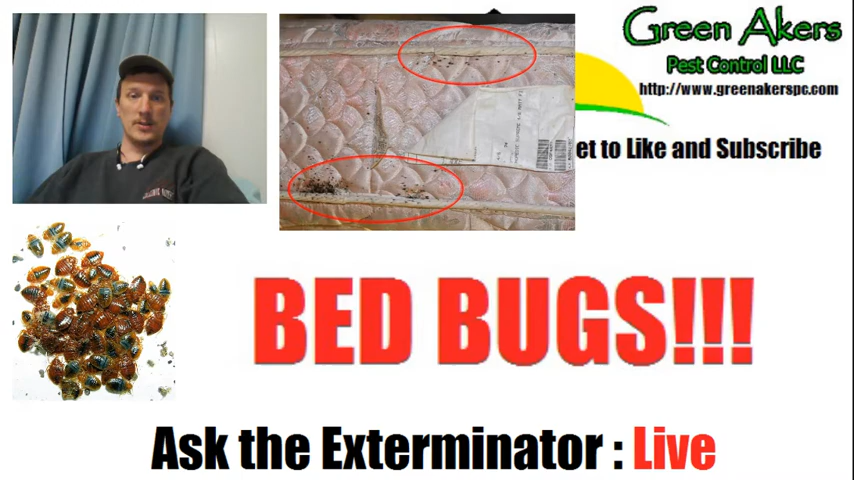 Green Akers
Pest Control LLC
http://www.greenakerspc.com
et to Like and Subscribe
BED BUGS!!!
Ask the Exterminator : Live